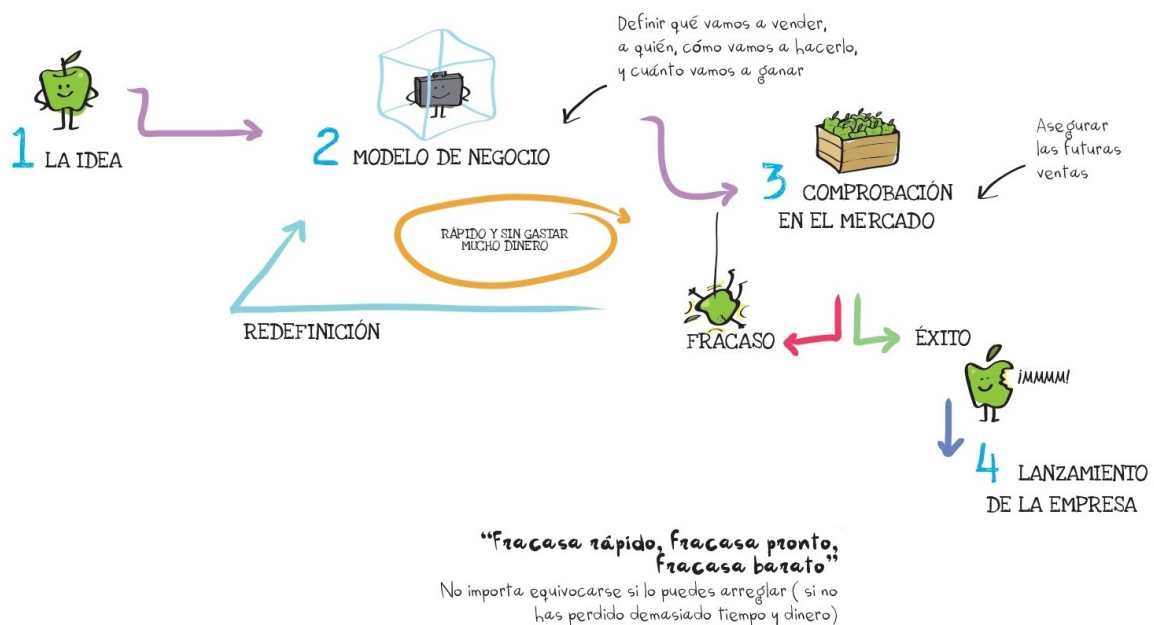 1 LA IDEA
2 MODELO DE NEGOCIO
Definir qué vamos a vender,
a quién, cómo vamos a hacerlo,
y cuánto vamos a ganar
3 COMPROBACIÓN
EN EL MERCADO
Asegurar
las futuras
ventas
RÁPIDO Y SIN GASTAR
MUCHO DINERO
REDEFINICIÓN
FRACASO
ÉXITO
¡MMMM!
4 LANZAMIENTO
DE LA EMPRESA
“Fracasa rápido, fracasa pronto,
fracasa barato”
No importa equivocarse si lo puedes arreglar ( si no
has perdido demasiado tiempo y dinero)